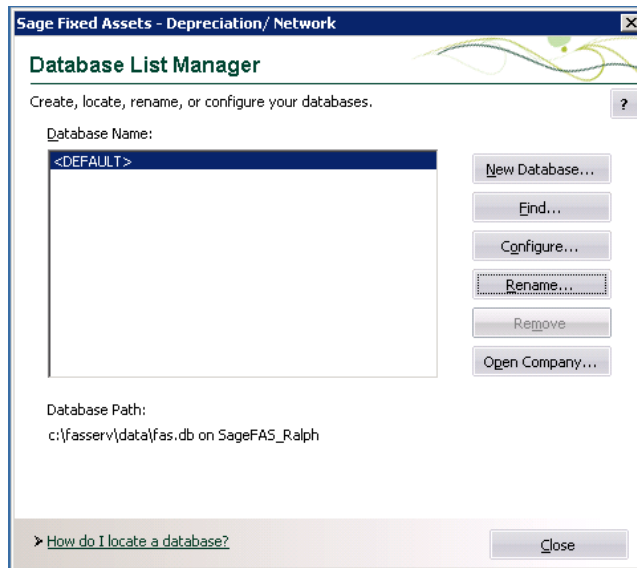 Sage Fixed Assets - Depreciation/ Network
Database List Manager
Create, locate, rename, or configure your databases.
?
Database Name:
<DEFAULT>
New Database...
Find...
Configure...
Rename...
Remove
Open Company...
Database Path:
c:\fasserv\data\fas.db on SageFAS_Ralph
How do I locate a database?
Close